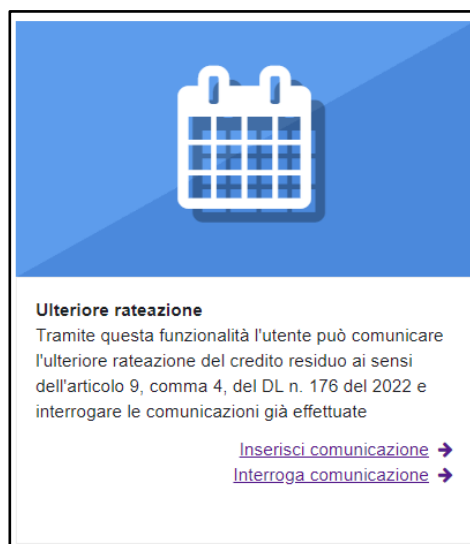 Ulteriore rateazione
Tramite questa funzionalità l'utente può comunicare
l'ulteriore rateazione del credito residuo ai sensi
dell'articolo 9, comma 4, del DL n. 176 del 2022 e
interrogare le comunicazioni già effettuate
Inserisci comunicazione →
Interroga comunicazione →